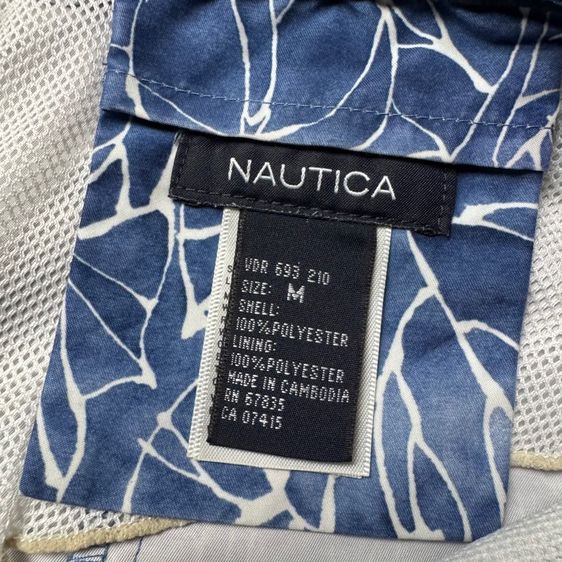 NAUTICA
VDR 693 210
SIZE: M
SHELL:
100%POLYESTER
LINING:
100%POLYESTER
MADE IN CAMBODIA
RN 67835
CA 07415